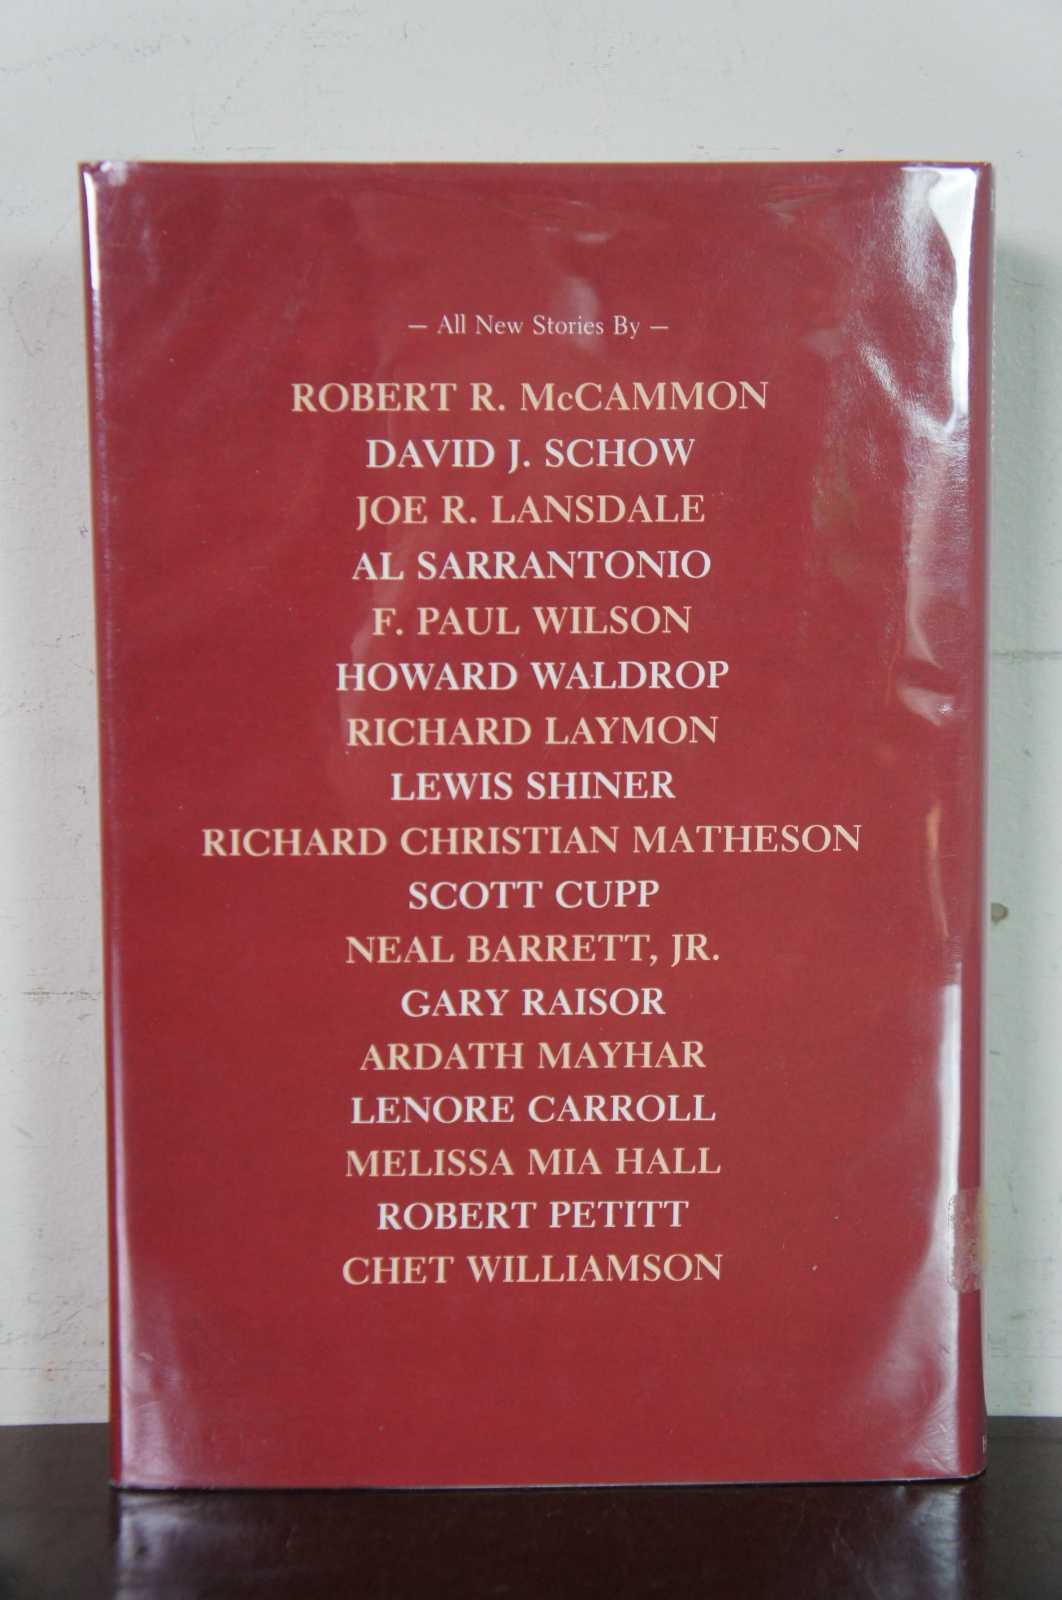 — All New Stories By —
ROBERT R. McCAMMON
DAVID J. SCHOW
JOE R. LANSDALE
AL SARRANTONIO
F. PAUL WILSON
HOWARD WALDROP
RICHARD LAYMON
LEWIS SHINER
RICHARD CHRISTIAN MATHESON
SCOTT CUPP
NEAL BARRETT, JR.
GARY RAISOR
ARDATH MAYHAR
LENORE CARROLL
MELISSA MIA HALL
ROBERT PETITT
CHET WILLIAMSON